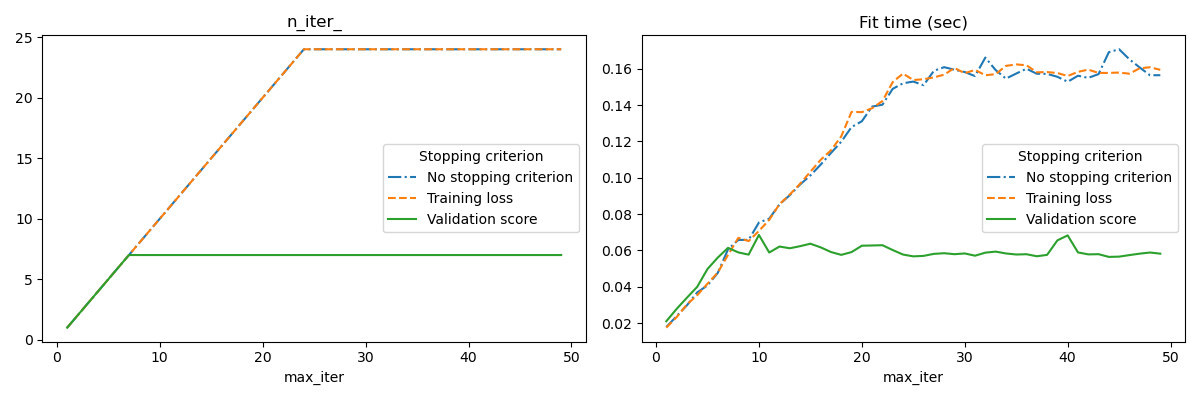 n_iter_
25
20
15
10
5
0
0
10
20
30
40
50
max_iter
Stopping criterion
No stopping criterion
Training loss
Validation score
Fit time (sec)
0.16
0.14
0.12
0.10
0.08
0.06
0.04
0.02
0
10
20
30
40
50
max_iter
Stopping criterion
No stopping criterion
Training loss
Validation score